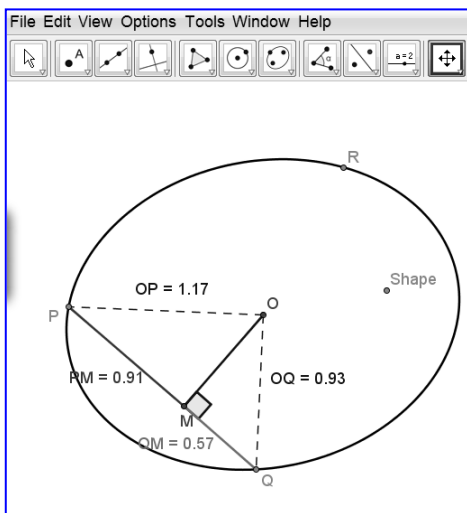 File Edit View Options Tools Window Help
A
α
a=2
R
Shape
OP = 1.17
O
P
PM = 0.91
OQ = 0.93
M
QM = 0.57
Q